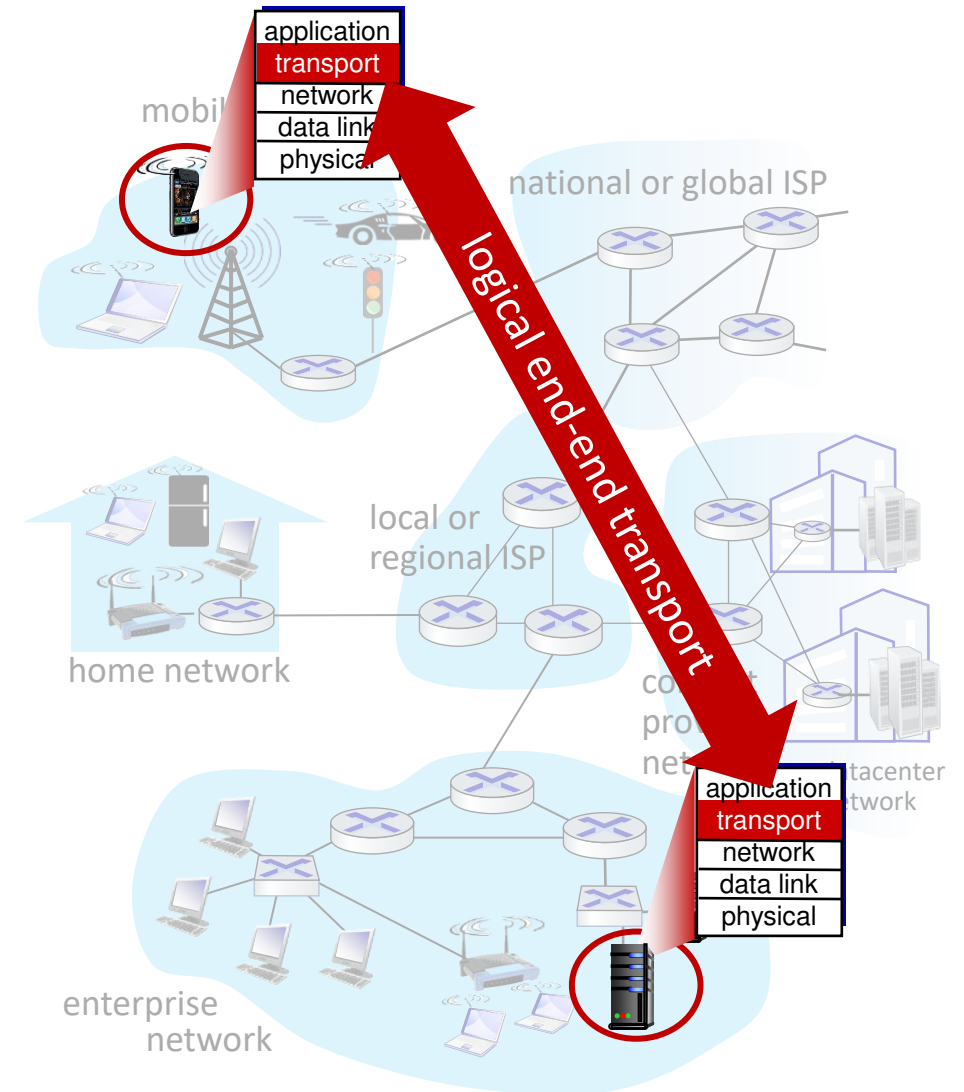 application
transport
network
data link
physical
national or global ISP
logical end-end transport
local or
regional ISP
home network
network
application
transport
network
data link
physical
enterprise
network